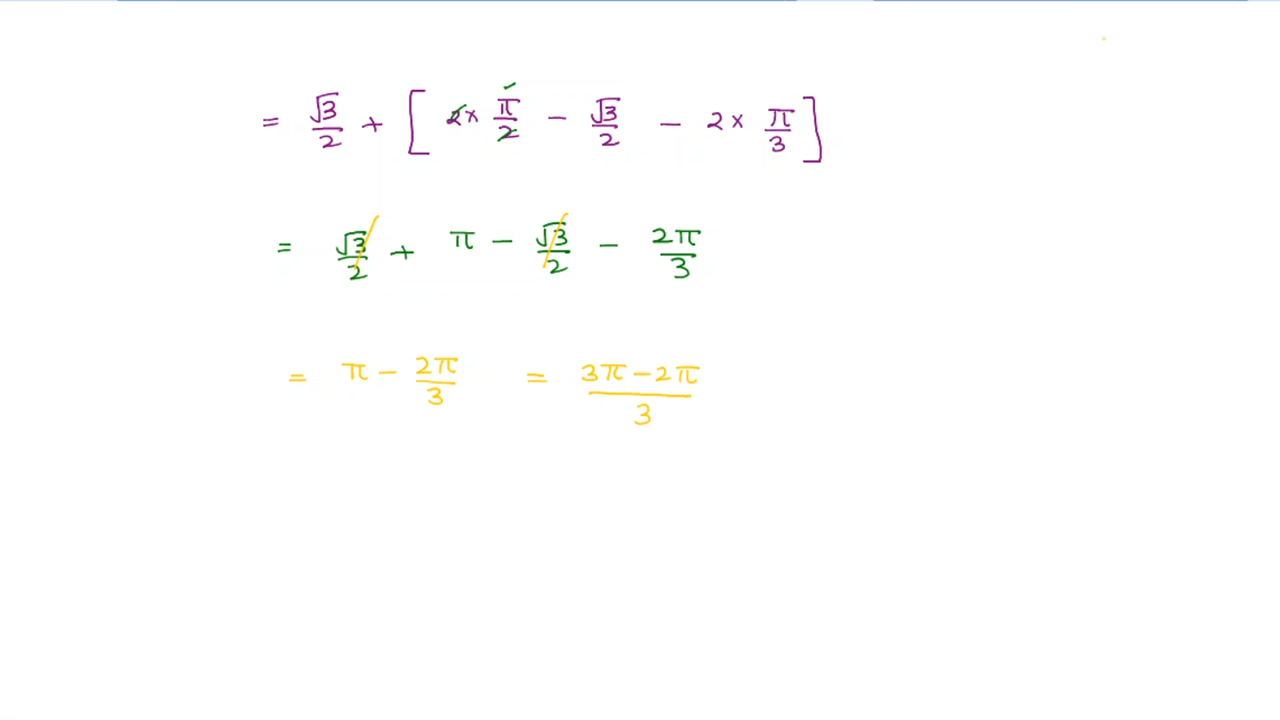 = √3/2 + [ 2 × π/2 − √3/2 − 2 × π/3 ]
= √3/2 + π − √3/2 − 2π/3
= π − 2π/3 = (3π − 2π)/3